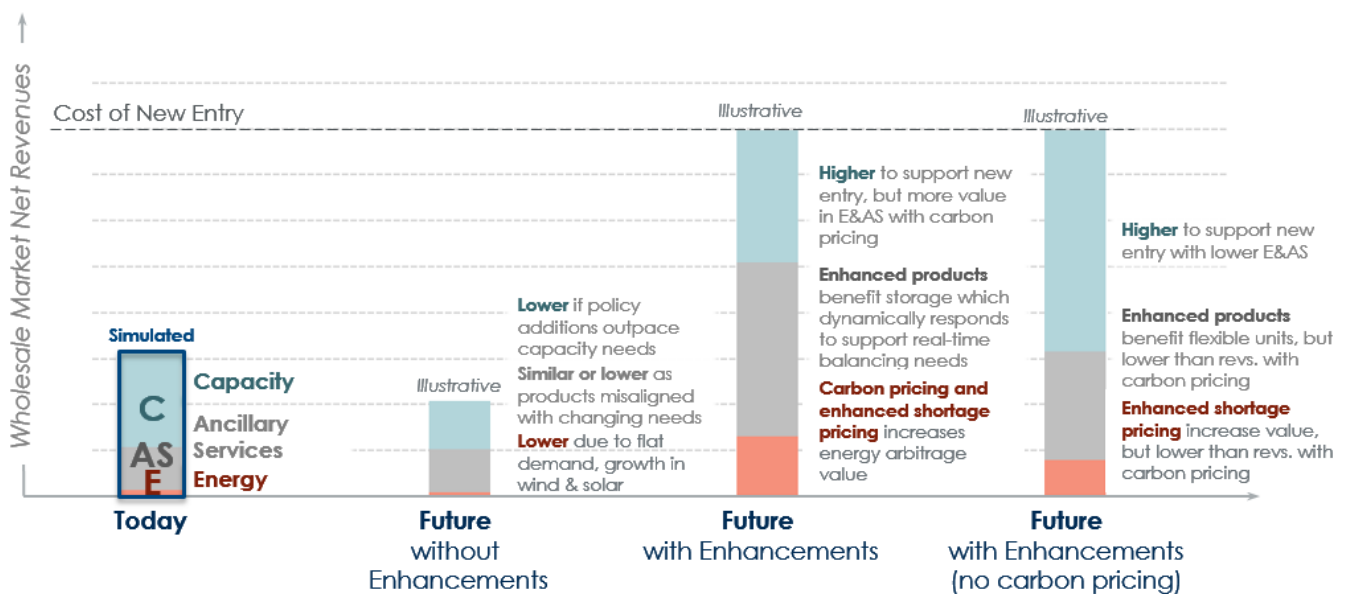 Wholesale Market Net Revenues
Cost of New Entry
Simulated
C
AS
E
Capacity
Ancillary
Services
Energy
Today
Illustrative
Lower if policy
additions outpace
capacity needs
Similar or lower as
products misaligned
with changing needs
Lower due to flat
demand, growth in
wind & solar
Future
without
Enhancements
Illustrative
Higher to support new
entry, but more value
in E&AS with carbon
pricing
Enhanced products
benefit storage which
dynamically responds
to support real-time
balancing needs
Carbon pricing and
enhanced shortage
pricing increases
energy arbitrage
value
Future
with Enhancements
Illustrative
Higher to support new
entry with lower E&AS
Enhanced products
benefit flexible units, but
lower than revs. with
carbon pricing
Enhanced shortage
pricing increase value,
but lower than revs. with
carbon pricing
Future
with Enhancements
(no carbon pricing)